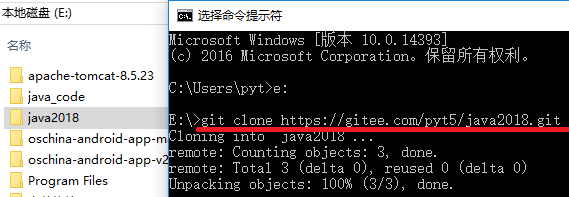 本地磁盘 (E:)
名称
apache-tomcat-8.5.23
java_code
java2018
oschina-android-app-m
oschina-android-app-v2
Program Files
选择命令提示符
Microsoft Windows [版本 10.0.14393]
(c) 2016 Microsoft Corporation。保留所有权利。
C:\Users\pyt>e:
E:\>git clone https://gitee.com/pyt5/java2018.git
Cloning into 'java2018'...
remote: Counting objects: 3, done.
remote: Total 3 (delta 0), reused 0 (delta 0)
Unpacking objects: 100% (3/3), done.